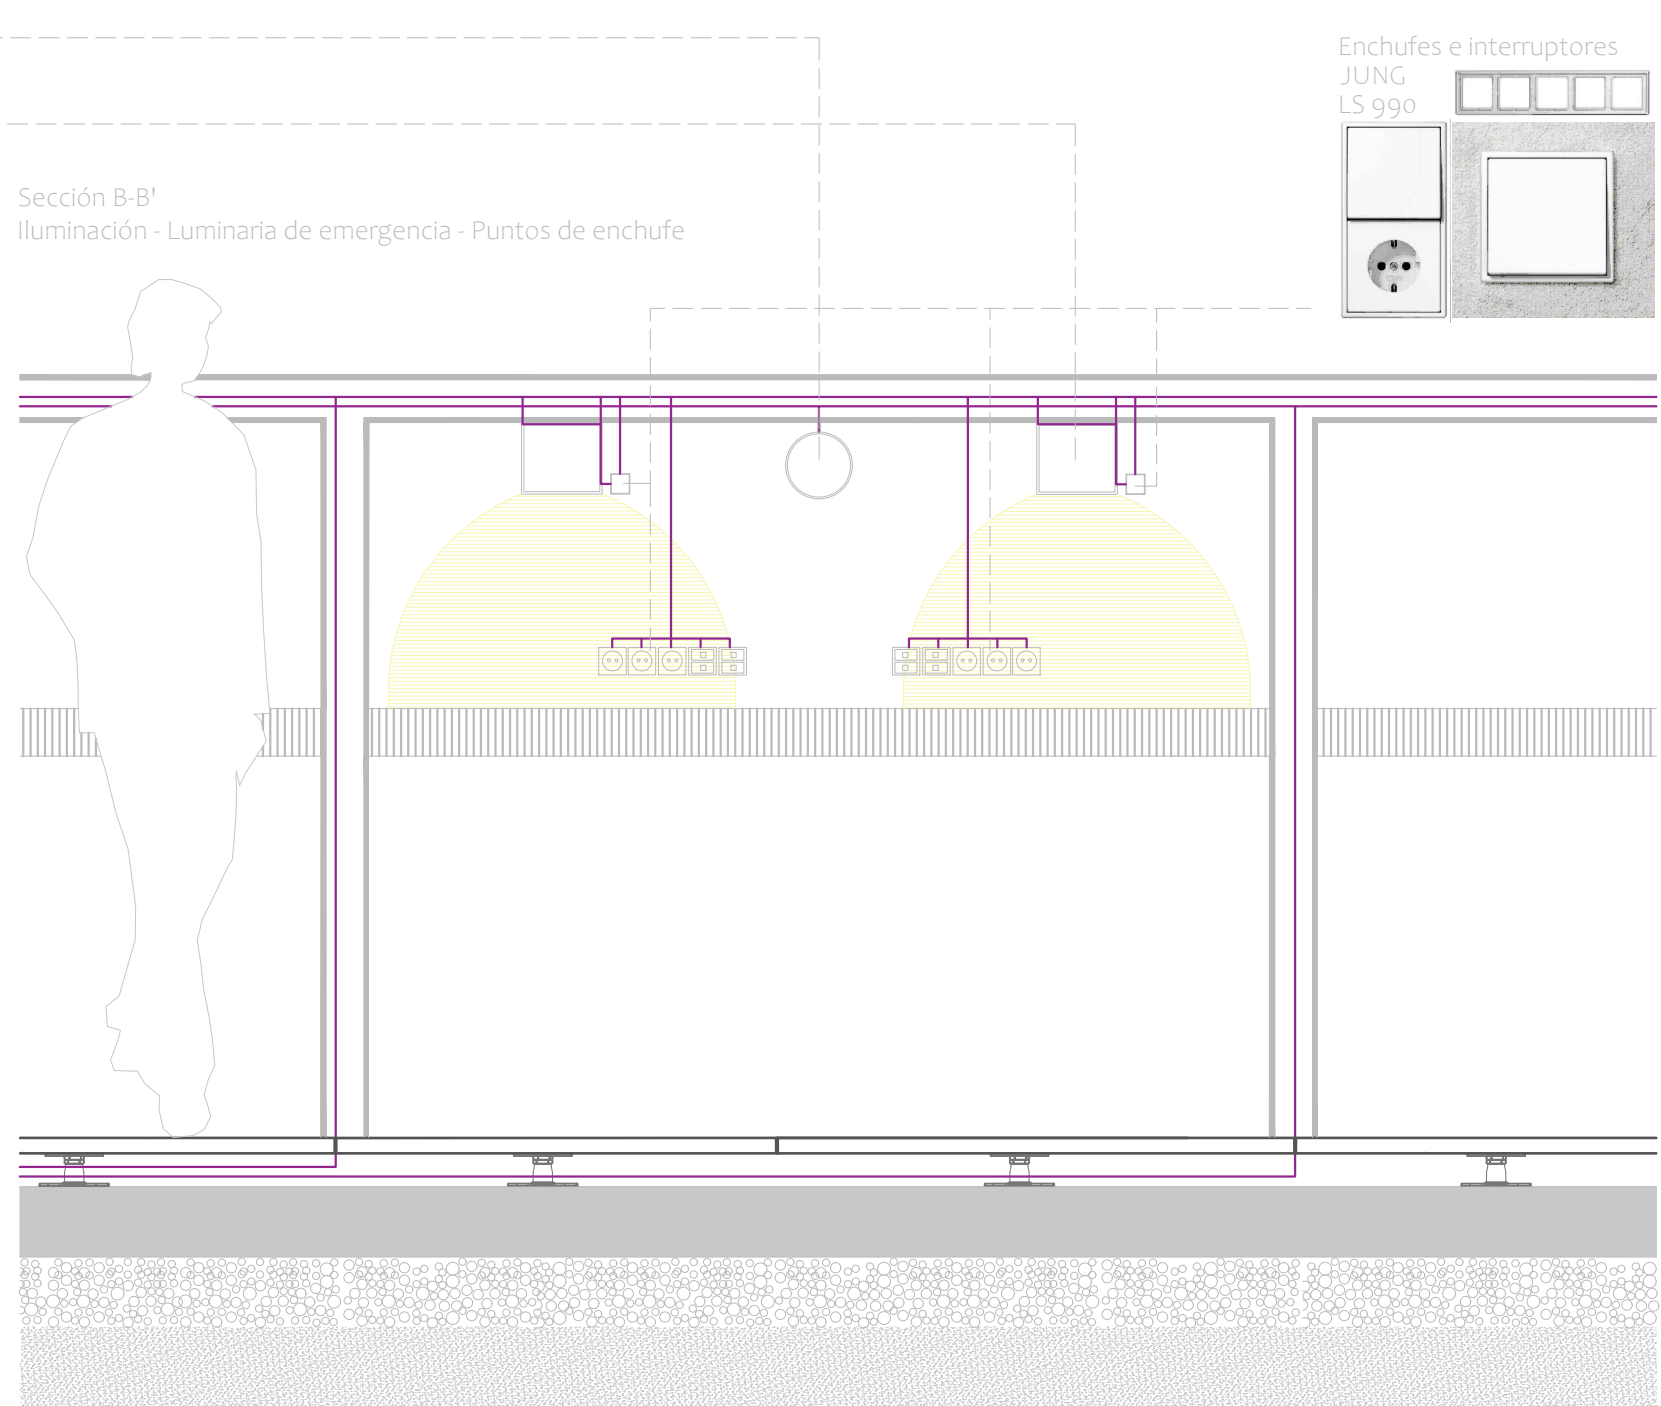 Enchufes e interruptores
JUNG
LS 990
Sección B-B'
Iluminación - Luminaria de emergencia - Puntos de enchufe